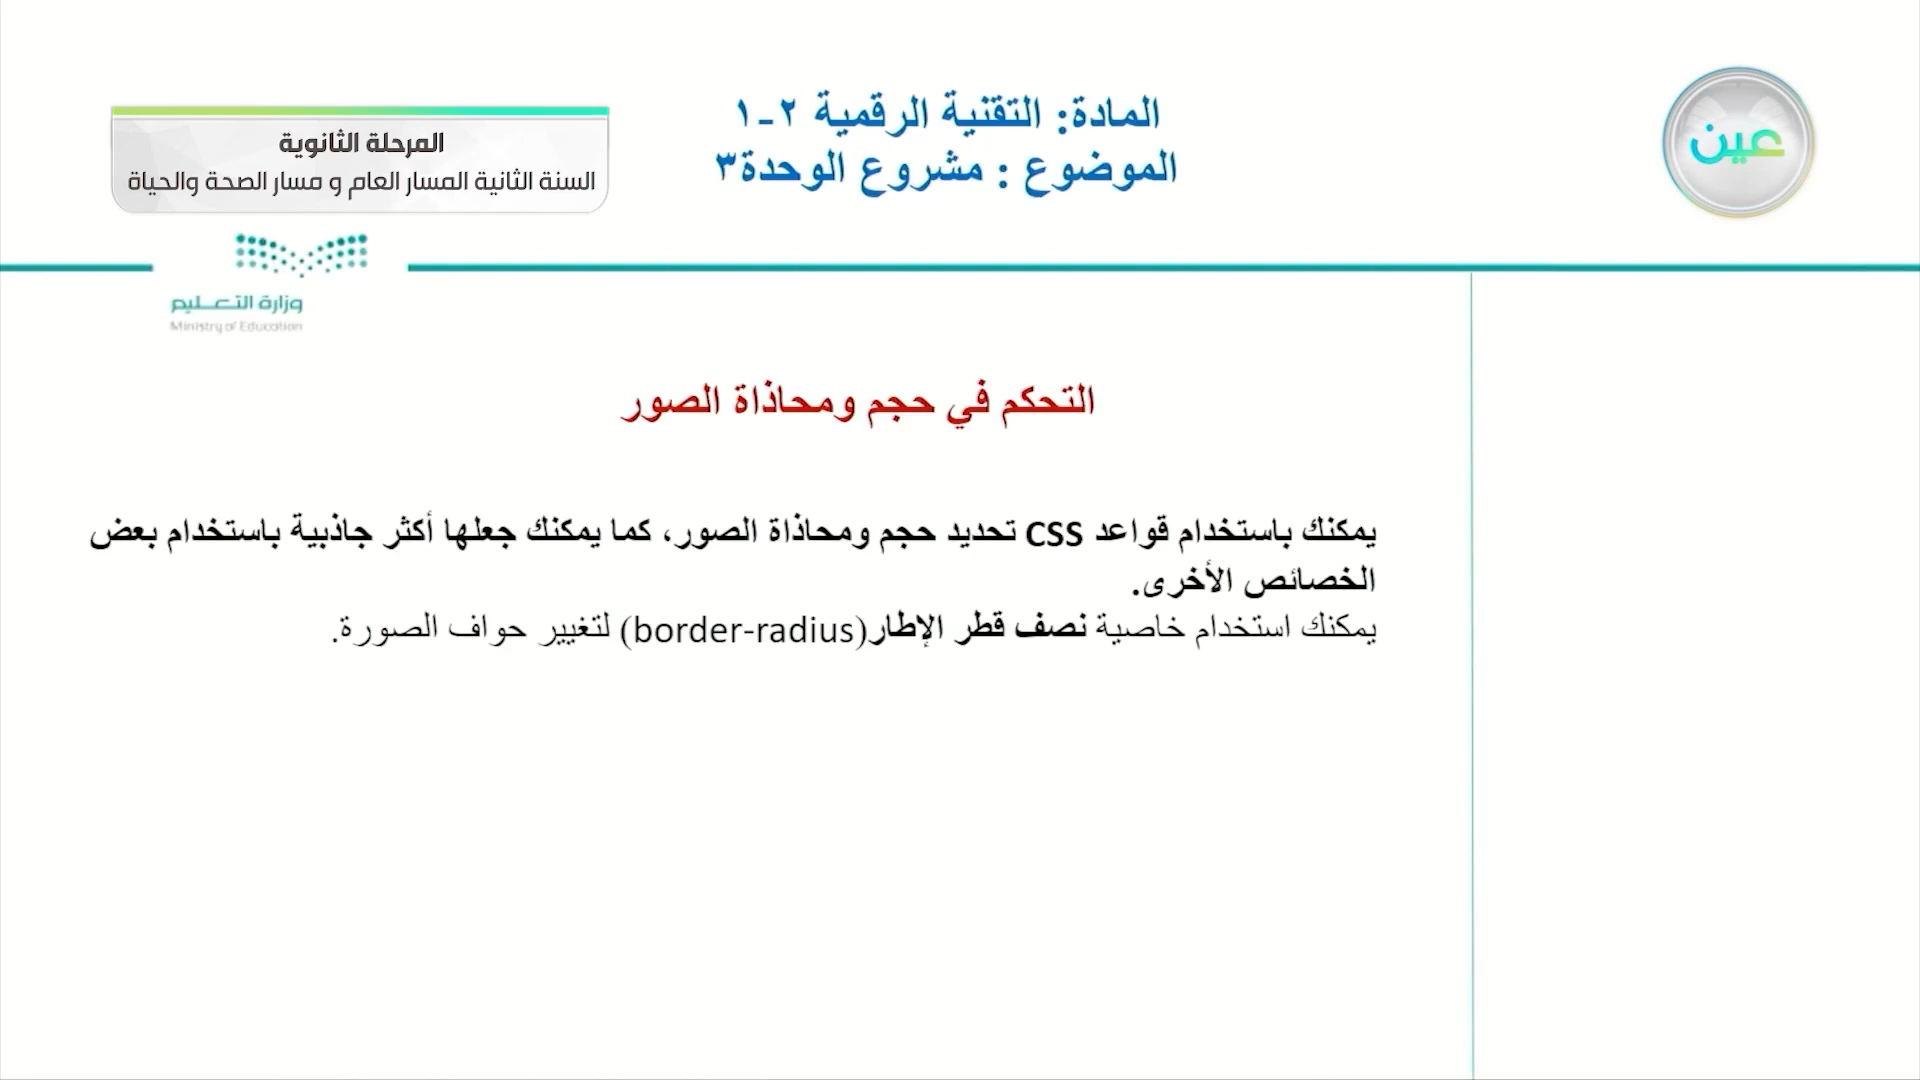 المادة: التقنية الرقمية ٢-١
الموضوع : مشروع الوحدة٣
عين
المرحلة الثانوية
السنة الثانية المسار العام و مسار الصحة والحياة
وزارة التعليم
Ministry of Education
التحكم في حجم ومحاذاة الصور
يمكنك باستخدام قواعد CSS تحديد حجم ومحاذاة الصور، كما يمكنك جعلها أكثر جاذبية باستخدام بعض
الخصائص الأخرى.
يمكنك استخدام خاصية نصف قطر الإطار(border-radius) لتغيير حواف الصورة.